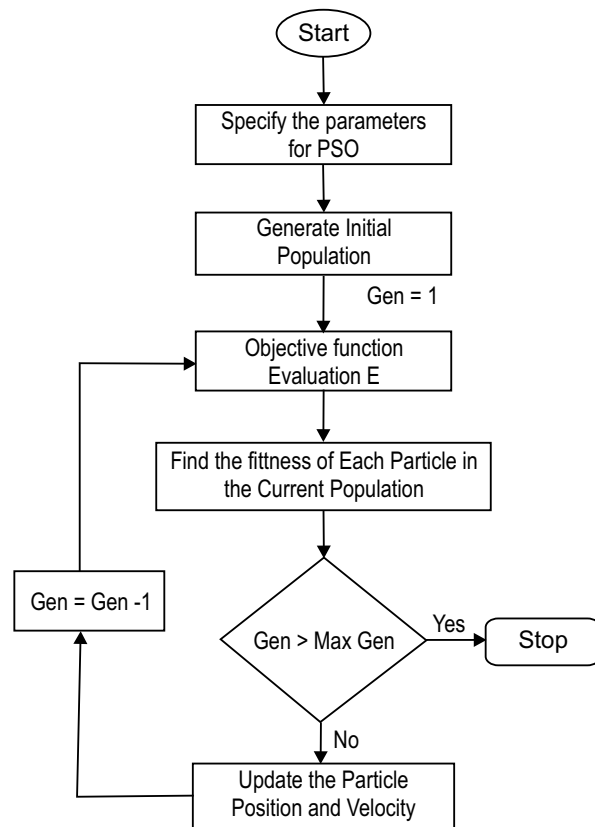 Start
Specify the parameters
for PSO
Generate Initial
Population
Gen = 1
Objective function
Evaluation E
Find the fittness of Each Particle in
the Current Population
Gen = Gen -1
Gen > Max Gen
Yes
Stop
No
Update the Particle
Position and Velocity